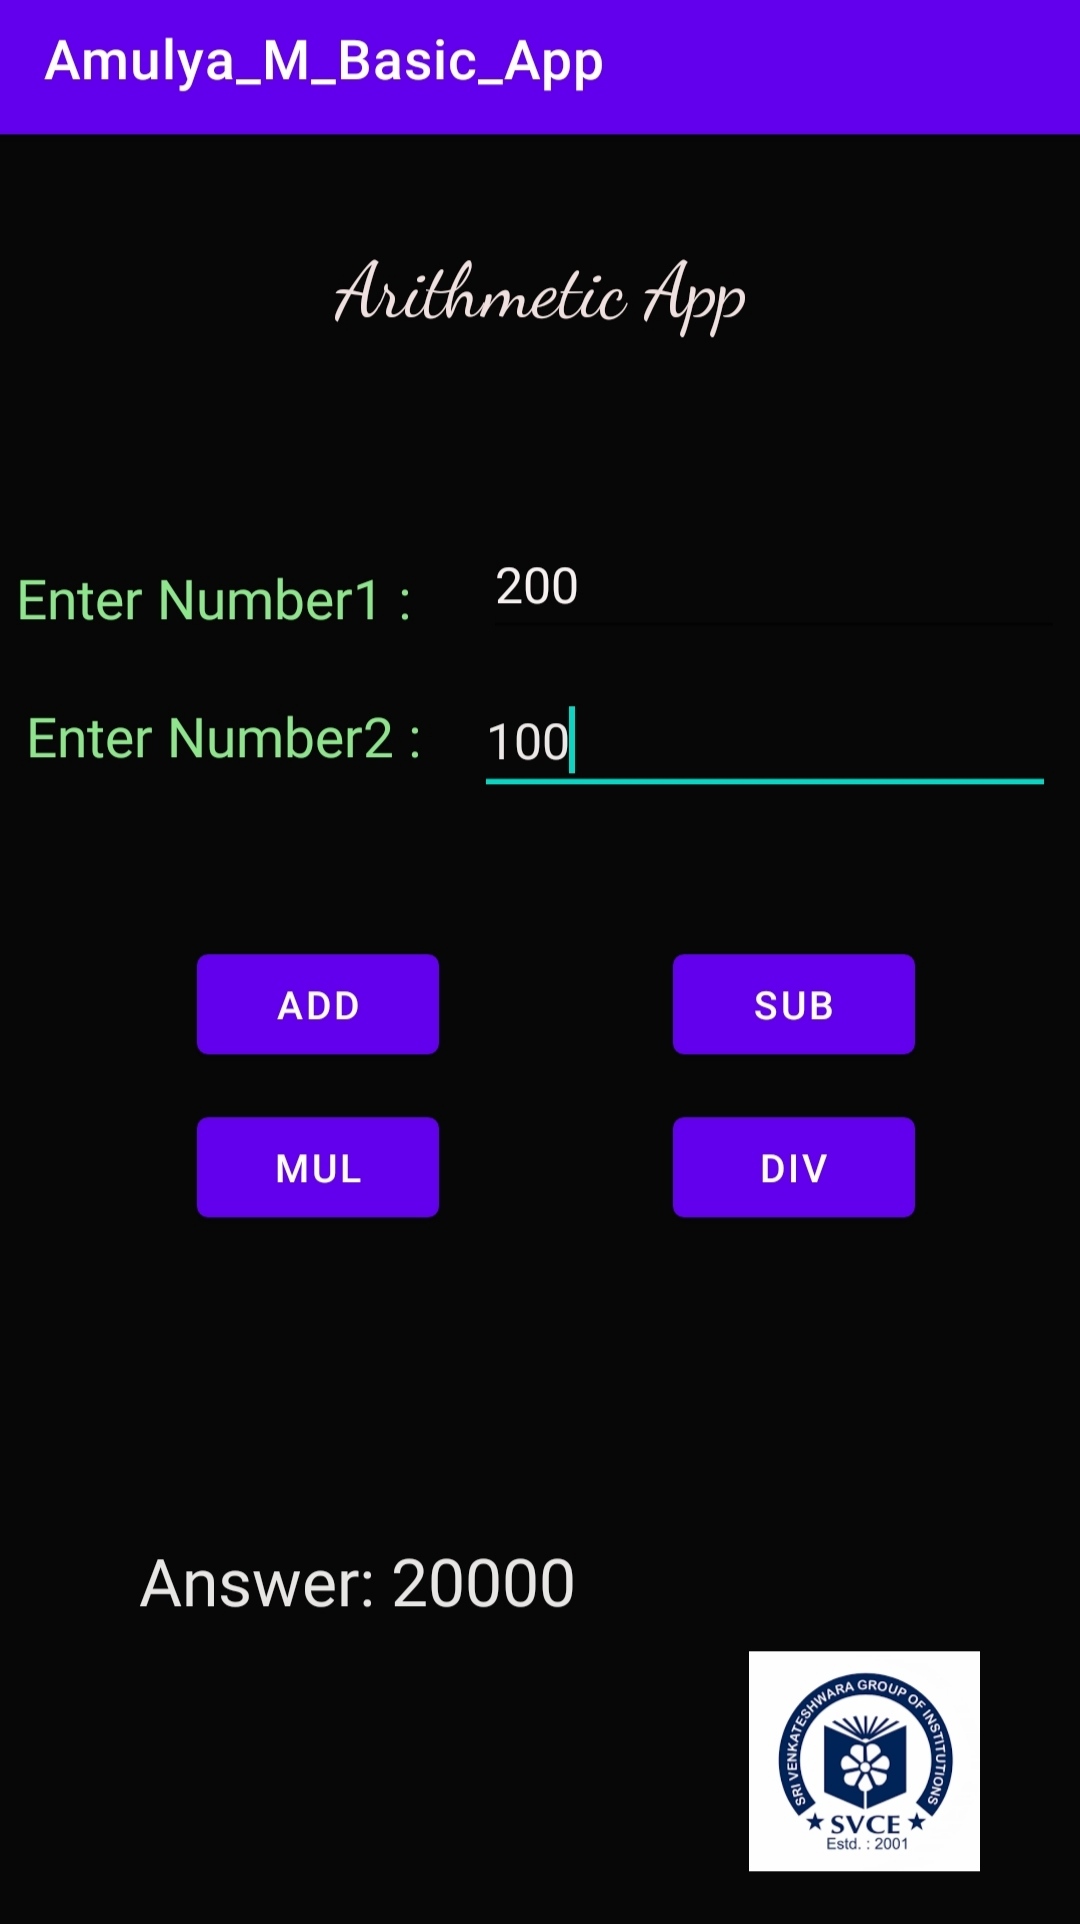 Amulya_M_Basic_App
Arithmetic App
Enter Number1 : 200
Enter Number2 : 100
ADD SUB
MUL DIV
Answer: 20000
SRI VENKATESHWARA GROUP OF INSTITUTIONS
★ SVCE ★
Estd. : 2001